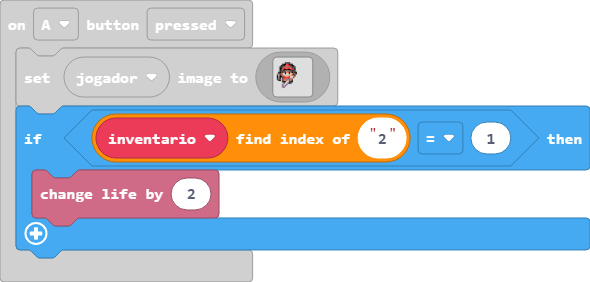 on A button pressed
set jogador image to
if inventario find index of "2" = 1 then
change life by 2